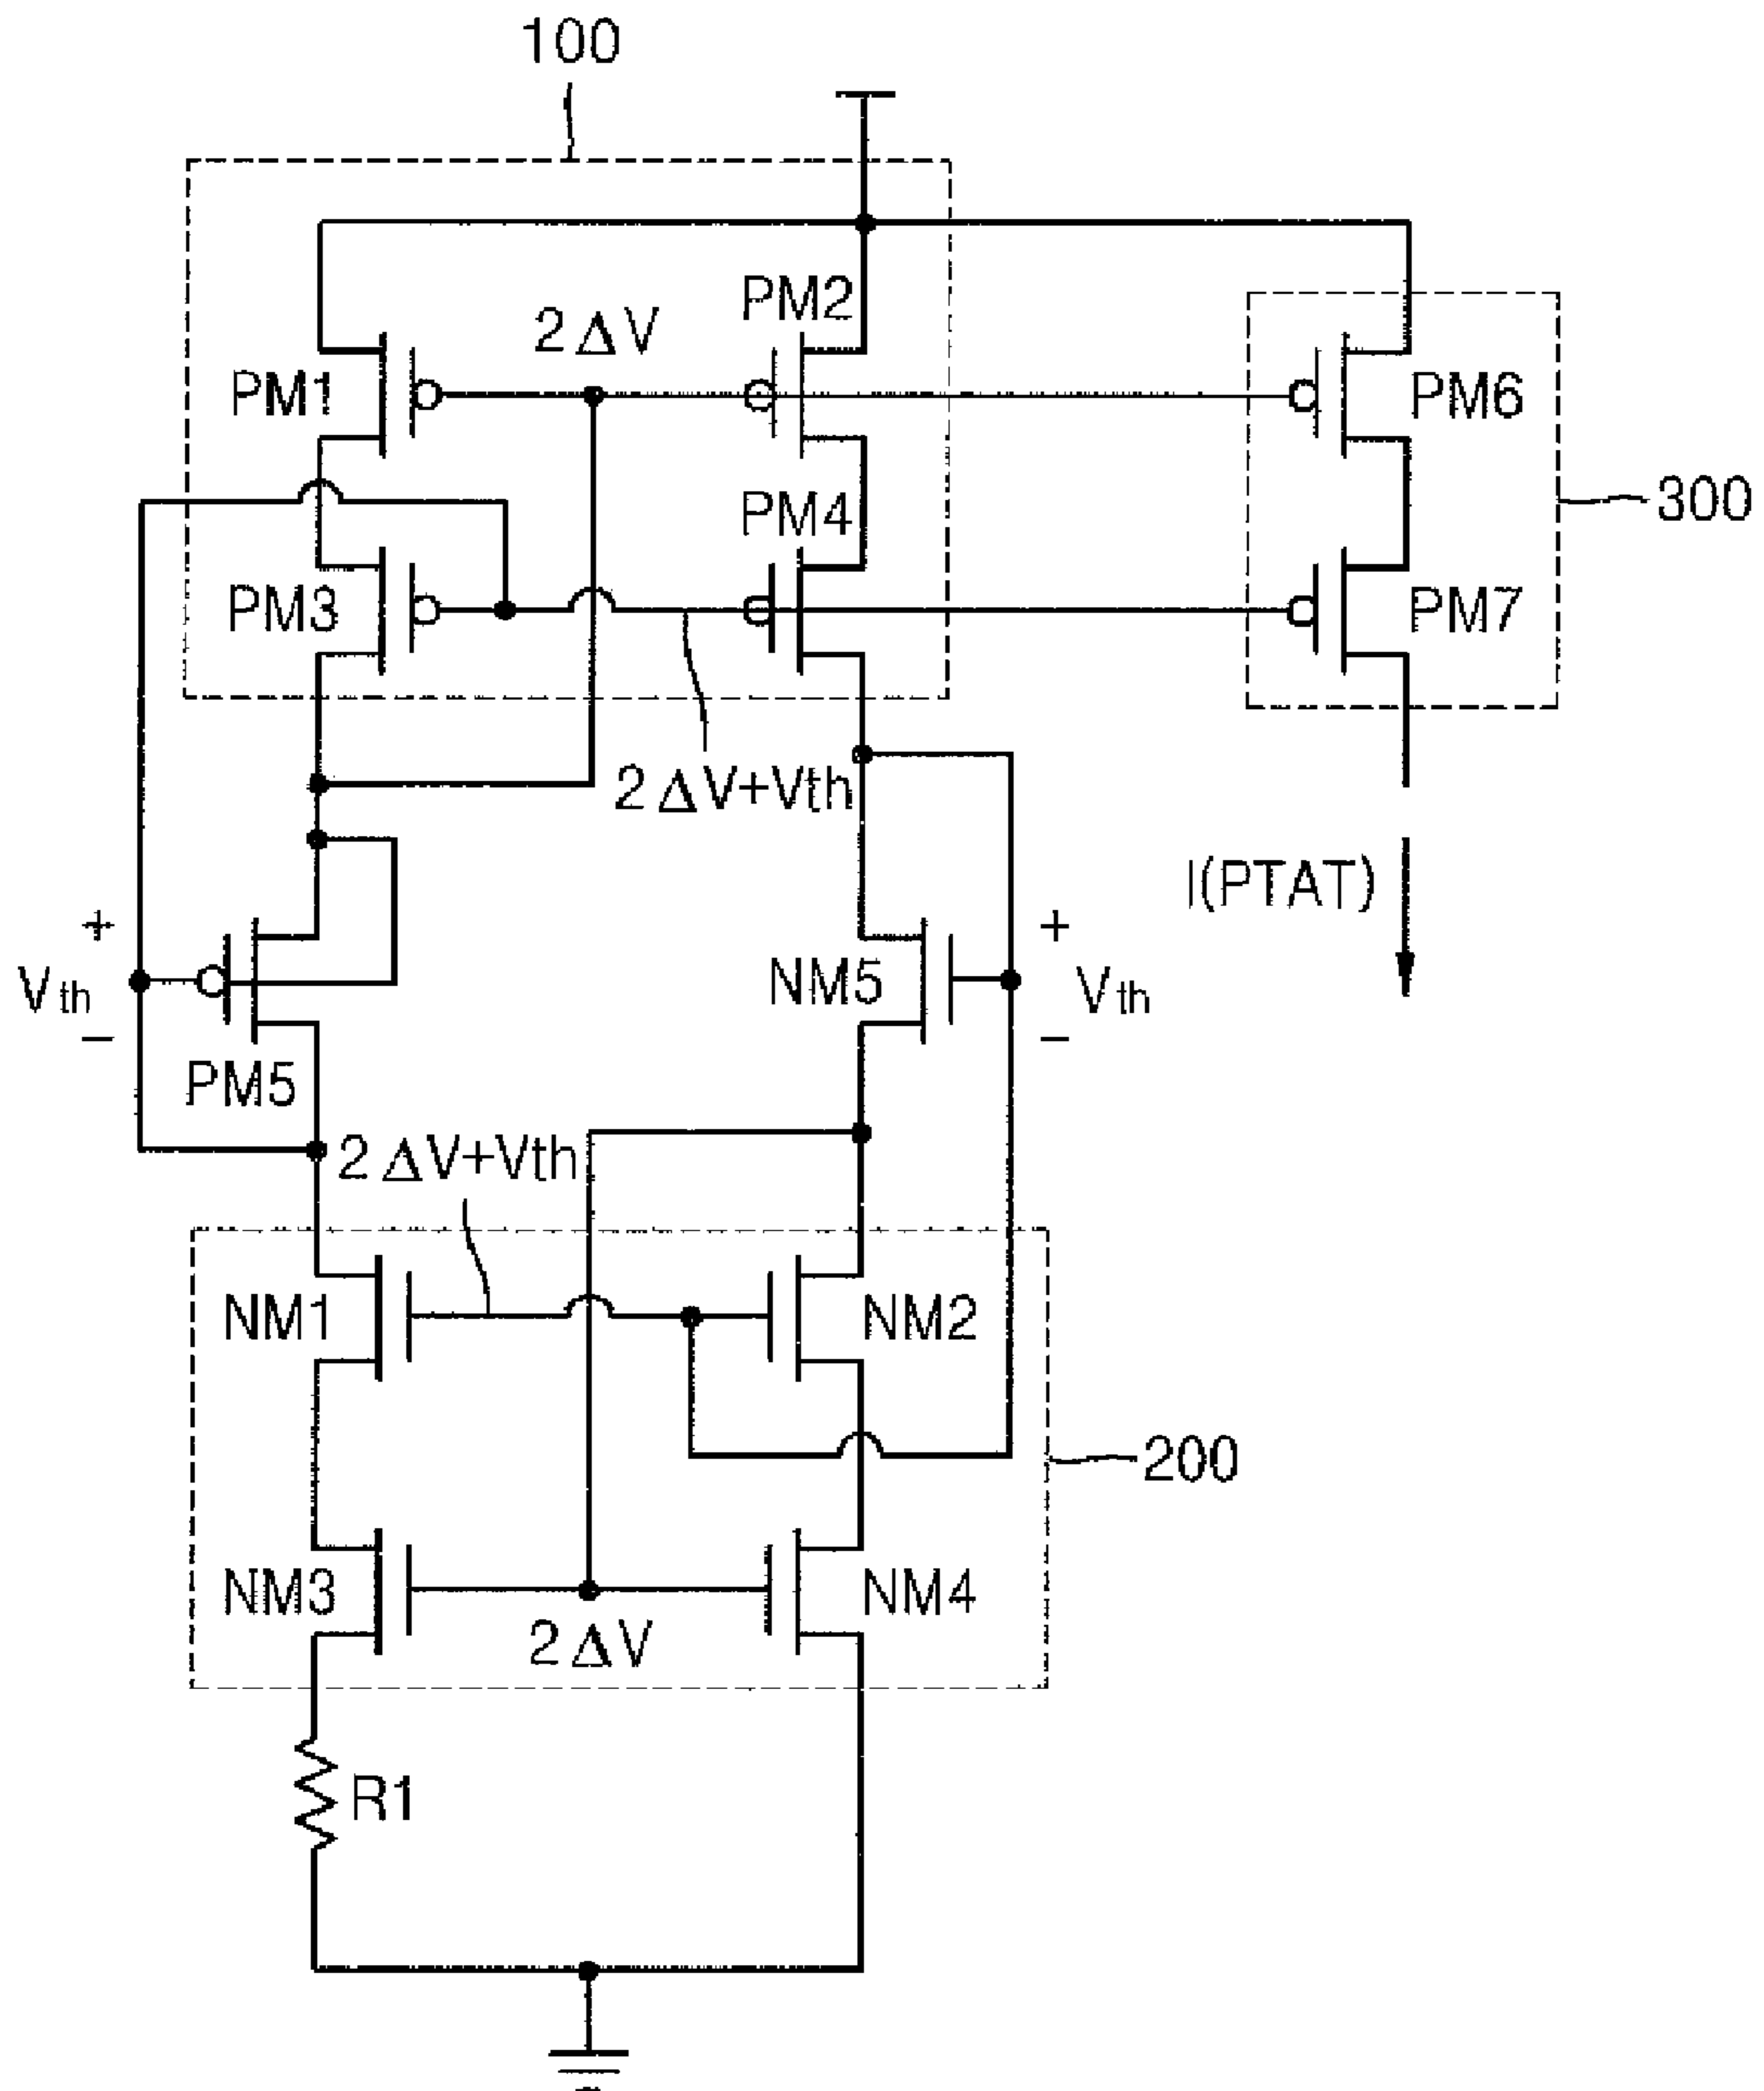 100
PM2
2ΔV
PM1
PM6
PM4
300
PM3
PM7
2ΔV+Vth
I(PTAT)
+
Vth
−
NM5
+
Vth
−
PM5
2ΔV+Vth
NM1
NM2
200
NM3
NM4
2ΔV
R1